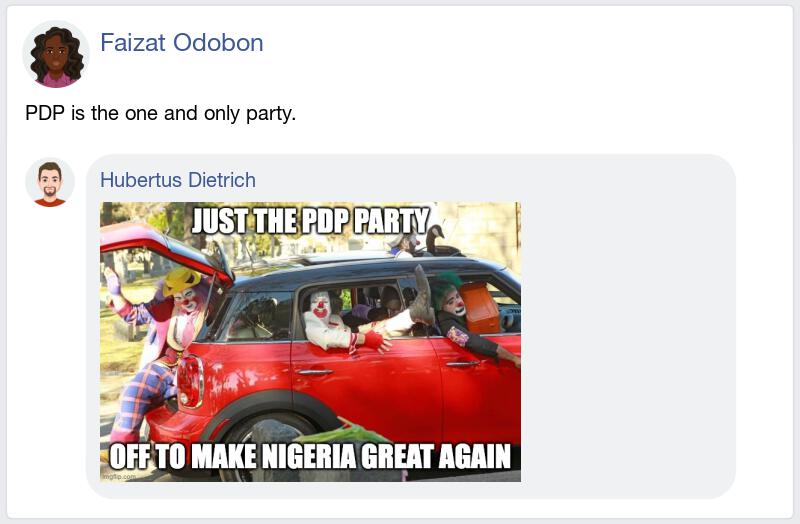 Faizat Odobon
PDP is the one and only party.
Hubertus Dietrich
JUST THE PDP PARTY
OFF TO MAKE NIGERIA GREAT AGAIN
imgflip.com